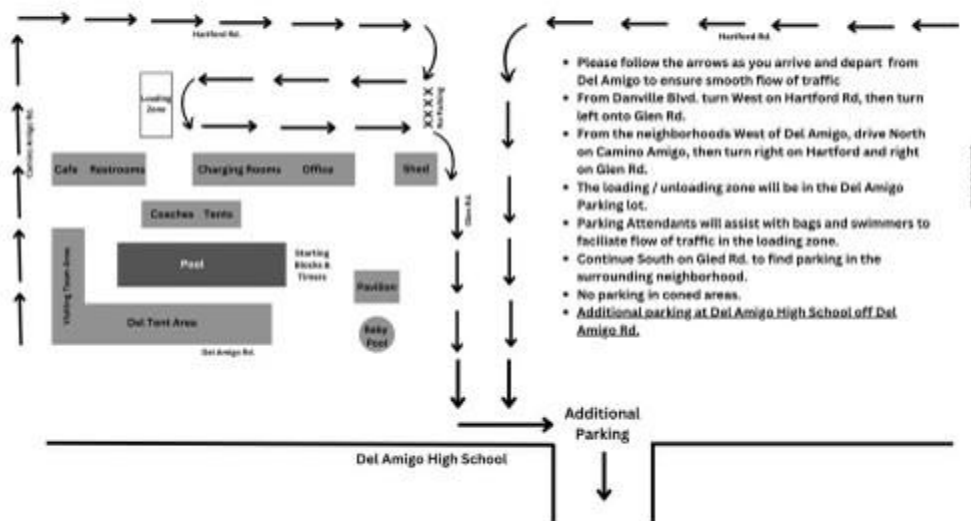 Hartford Rd.
Hartford Rd.
Camino Amigo Rd.
Loading
Zone
XXXX
No Parking
Cafe Restrooms
Charging Rooms Office
Shed
Coaches Tents
Glen Rd.
Visiting Team Area
Pool
Starting
Blocks &
Timers
Pavilion
Del Tent Area
Baby
Pool
Del Amigo Rd.
• Please follow the arrows as you arrive and depart from
Del Amigo to ensure smooth flow of traffic
• From Danville Blvd. turn West on Hartford Rd, then turn
left onto Glen Rd.
• From the neighborhoods West of Del Amigo, drive North
on Camino Amigo, then turn right on Hartford and right
on Glen Rd.
• The loading / unloading zone will be in the Del Amigo
Parking lot.
• Parking Attendants will assist with bags and swimmers to
faciliate flow of traffic in the loading zone.
• Continue South on Gled Rd. to find parking in the
surrounding neighborhood.
• No parking in coned areas.
• Additional parking at Del Amigo High School off Del
Amigo Rd.
Additional
Parking
Del Amigo High School